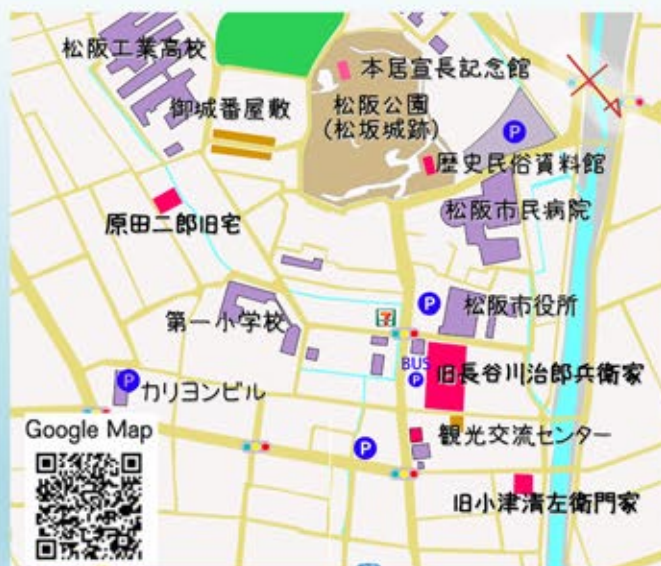 松阪工業高校
本居宣長記念館
御城番屋敷
松阪公園
(松坂城跡)
P
歴史民俗資料館
松阪市民病院
原田二郎旧宅
P
松阪市役所
第一小学校
7
BUS
P
旧長谷川治郎兵衛家
P
カリヨンビル
Google Map
観光交流センター
P
旧小津清左衛門家